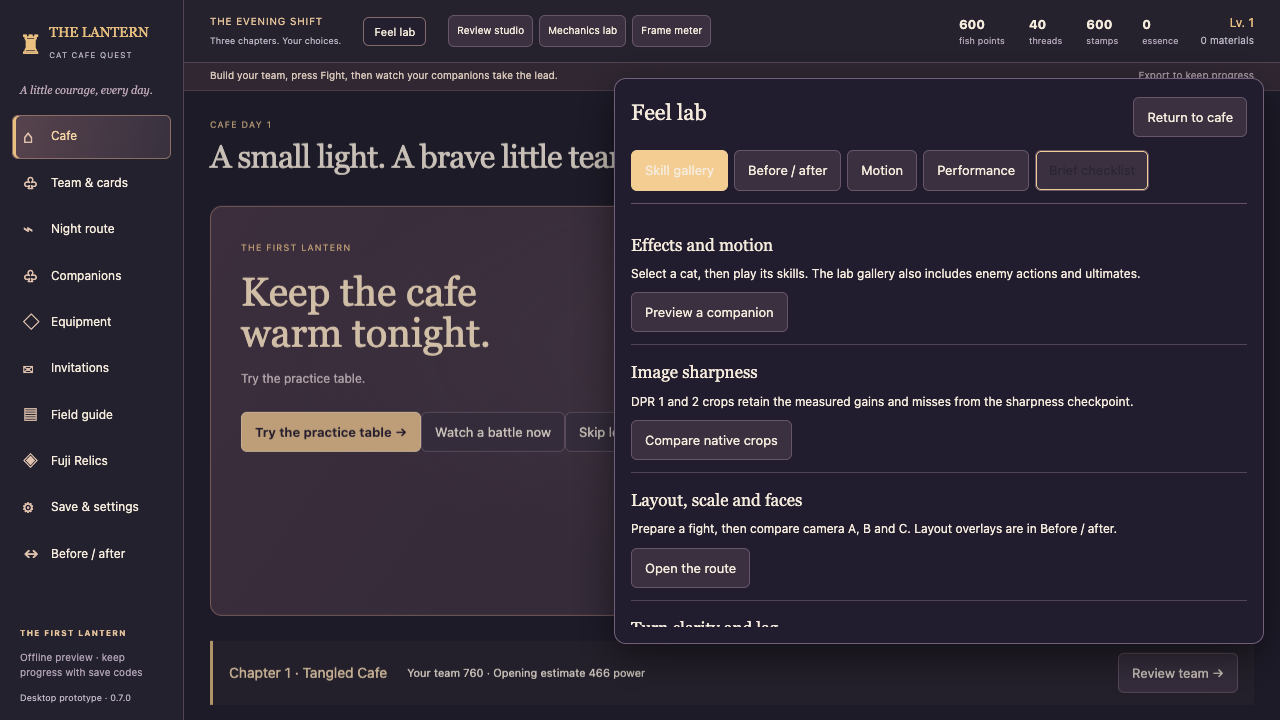 THE LANTERN
CAT CAFE QUEST
A little courage, every day.
Cafe
Team & cards
Night route
Companions
Equipment
Invitations
Field guide
Fuji Relics
Save & settings
Before / after
THE FIRST LANTERN
Offline preview · keep
progress with save codes
Desktop prototype · 0.7.0
THE EVENING SHIFT
Three chapters. Your choices.
Feel lab
Review studio
Mechanics lab
Frame meter
600
fish points
40
threads
600
stamps
0
essence
Lv. 1
0 materials
Build your team, press Fight, then watch your companions take the lead.
Export to keep progress
CAFE DAY 1
A small light. A brave little
THE FIRST LANTERN
Keep the cafe
warm tonight.
Try the practice table.
Try the practice table →
Watch a battle now
Skip
Chapter 1 · Tangled Cafe
Your team 760 · Opening estimate 466 power
Review team →
Feel lab
Return to cafe
Skill gallery
Before / after
Motion
Performance
Brief checklist
Effects and motion
Select a cat, then play its skills. The lab gallery also includes enemy actions and ultimates.
Preview a companion
Image sharpness
DPR 1 and 2 crops retain the measured gains and misses from the sharpness checkpoint.
Compare native crops
Layout, scale and faces
Prepare a fight, then compare camera A, B and C. Layout overlays are in Before / after.
Open the route
Turn clarity and log